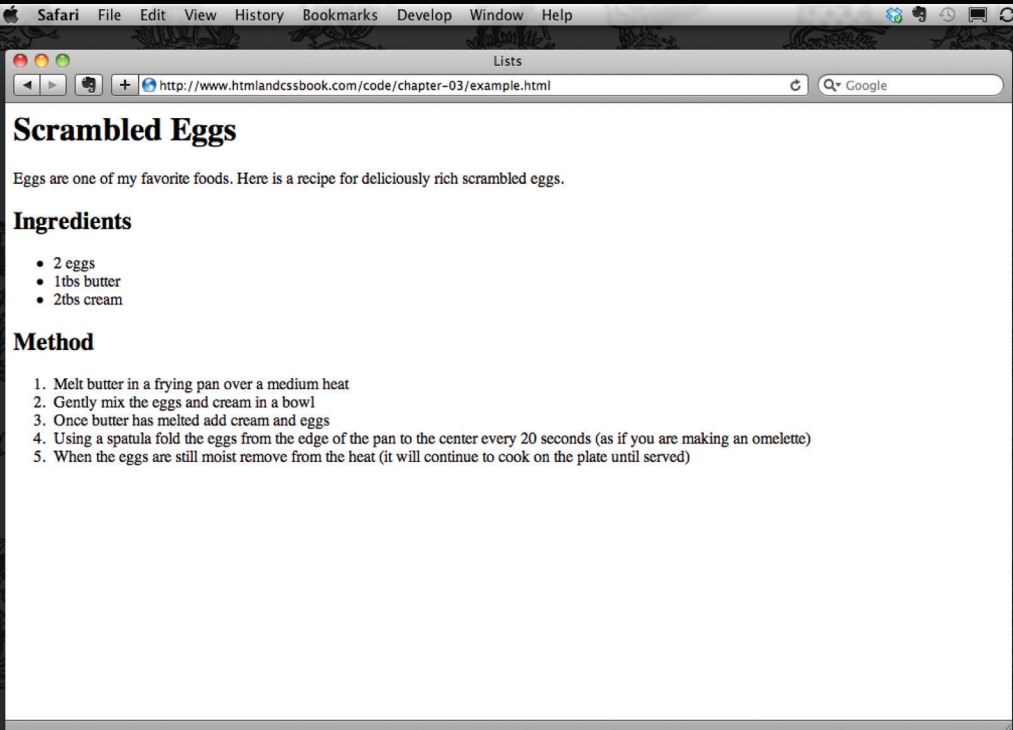 Safari File Edit View History Bookmarks Develop Window Help
Lists
http://www.htmlandcssbook.com/code/chapter-03/example.html Google
Scrambled Eggs
Eggs are one of my favorite foods. Here is a recipe for deliciously rich scrambled eggs.
Ingredients
• 2 eggs
• 1tbs butter
• 2tbs cream
Method
1. Melt butter in a frying pan over a medium heat
2. Gently mix the eggs and cream in a bowl
3. Once butter has melted add cream and eggs
4. Using a spatula fold the eggs from the edge of the pan to the center every 20 seconds (as if you are making an omelette)
5. When the eggs are still moist remove from the heat (it will continue to cook on the plate until served)